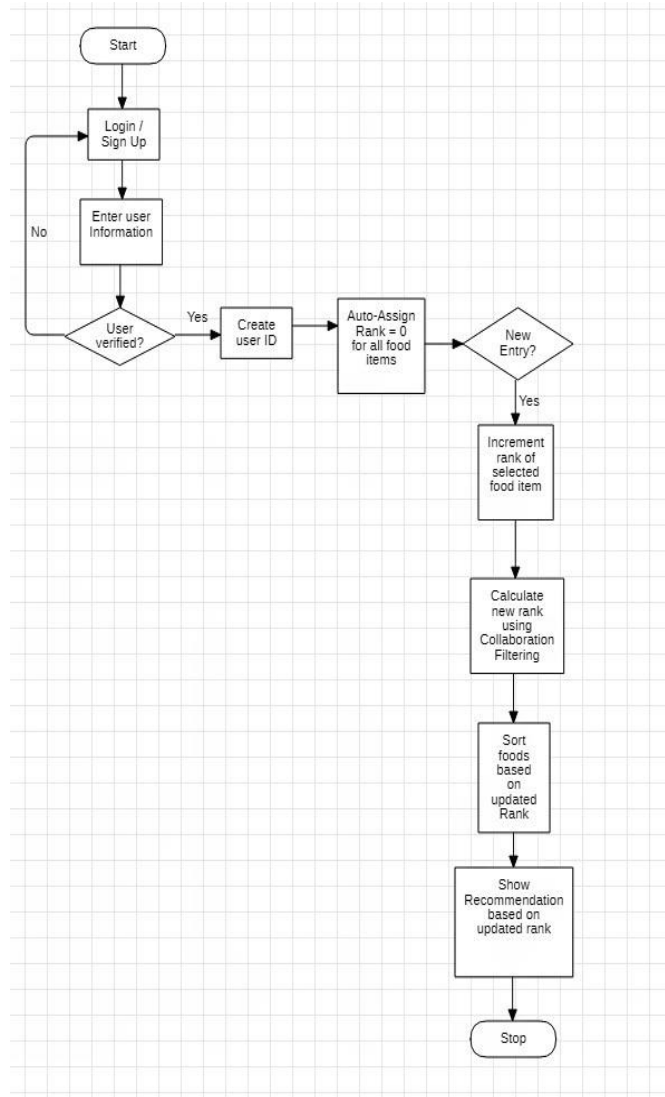 Start
Login /
Sign Up
Enter user
Information
No
User
verified?
Yes
Create
user ID
Auto-Assign
Rank = 0
for all food
items
New
Entry?
Yes
Increment
rank of
selected
food item
Calculate
new rank
using
Collaboration
Filtering
Sort
foods
based
on
updated
Rank
Show
Recommendation
based on
updated rank
Stop